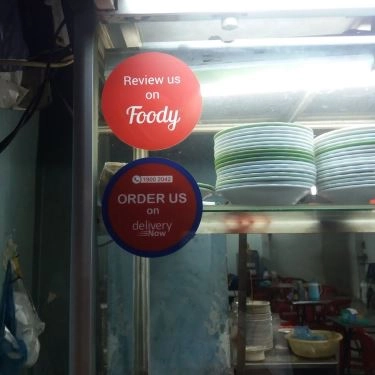 Review us
on
Foody
1900 2042
ORDER US
on
delivery
Now